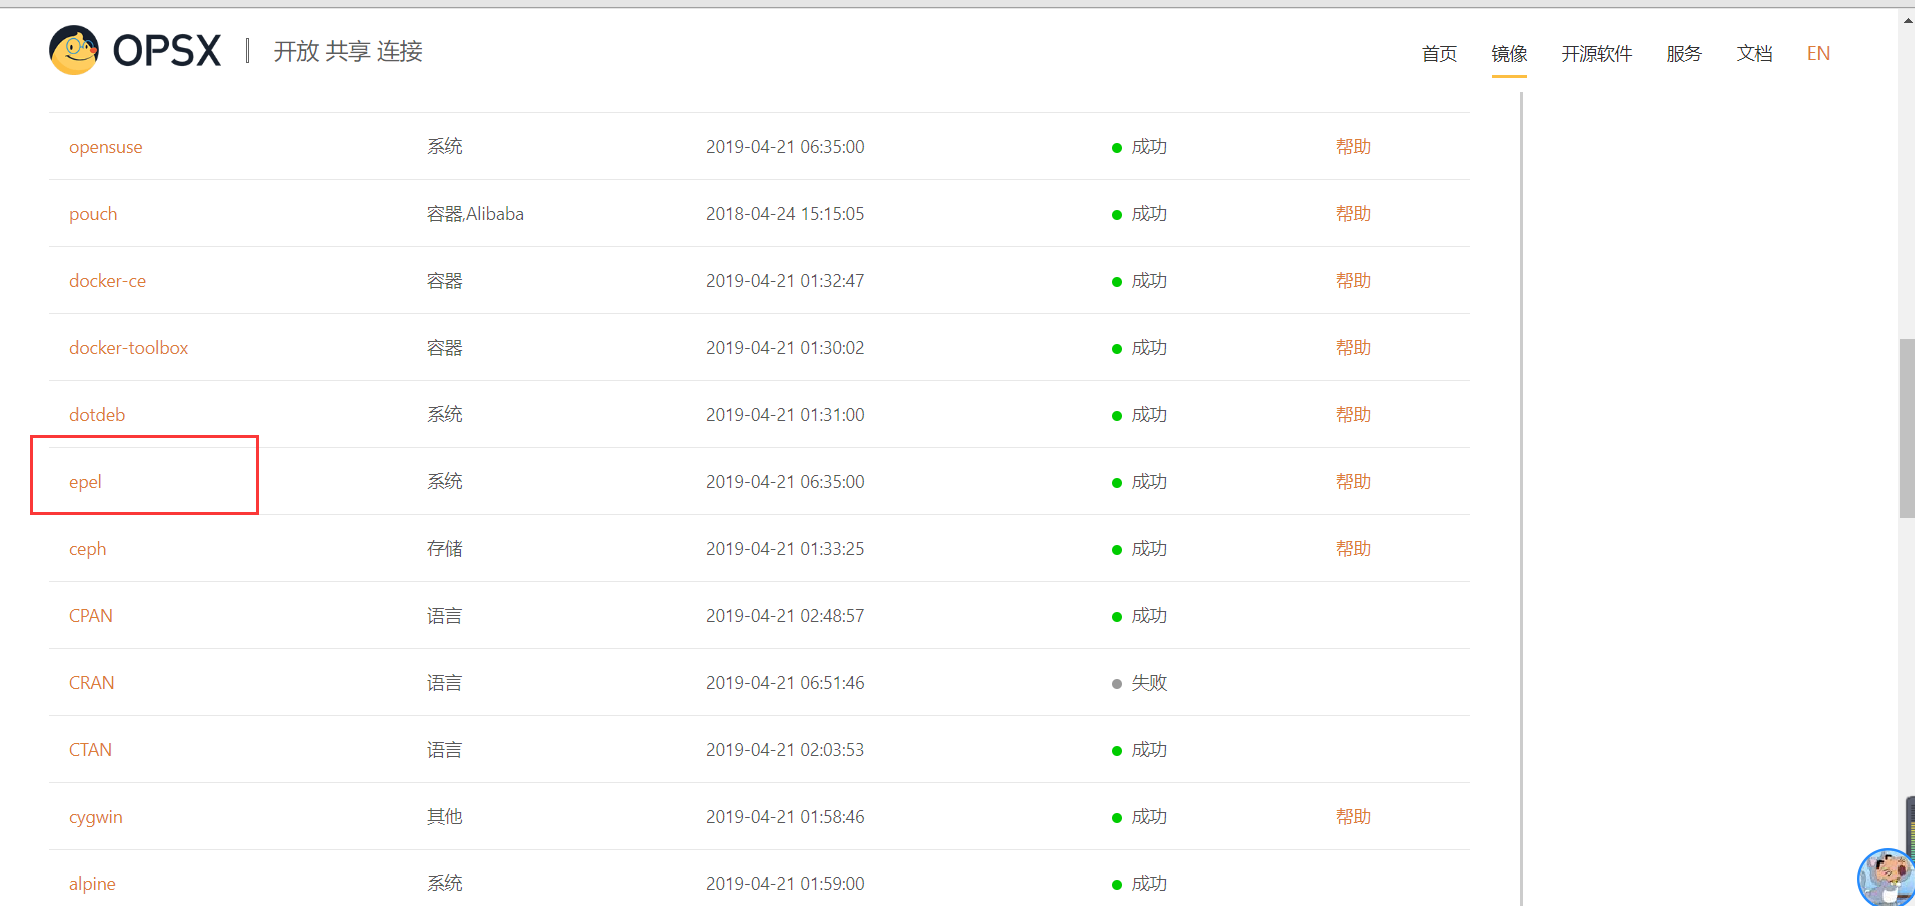 OPSX | 开放 共享 连接 首页 镜像 开源软件 服务 文档 EN
opensuse 系统 2019-04-21 06:35:00 成功 帮助
pouch 容器,Alibaba 2018-04-24 15:15:05 成功 帮助
docker-ce 容器 2019-04-21 01:32:47 成功 帮助
docker-toolbox 容器 2019-04-21 01:30:02 成功 帮助
dotdeb 系统 2019-04-21 01:31:00 成功 帮助
epel 系统 2019-04-21 06:35:00 成功 帮助
ceph 存储 2019-04-21 01:33:25 成功 帮助
CPAN 语言 2019-04-21 02:48:57 成功
CRAN 语言 2019-04-21 06:51:46 失败
CTAN 语言 2019-04-21 02:03:53 成功
cygwin 其他 2019-04-21 01:58:46 成功 帮助
alpine 系统 2019-04-21 01:59:00 成功